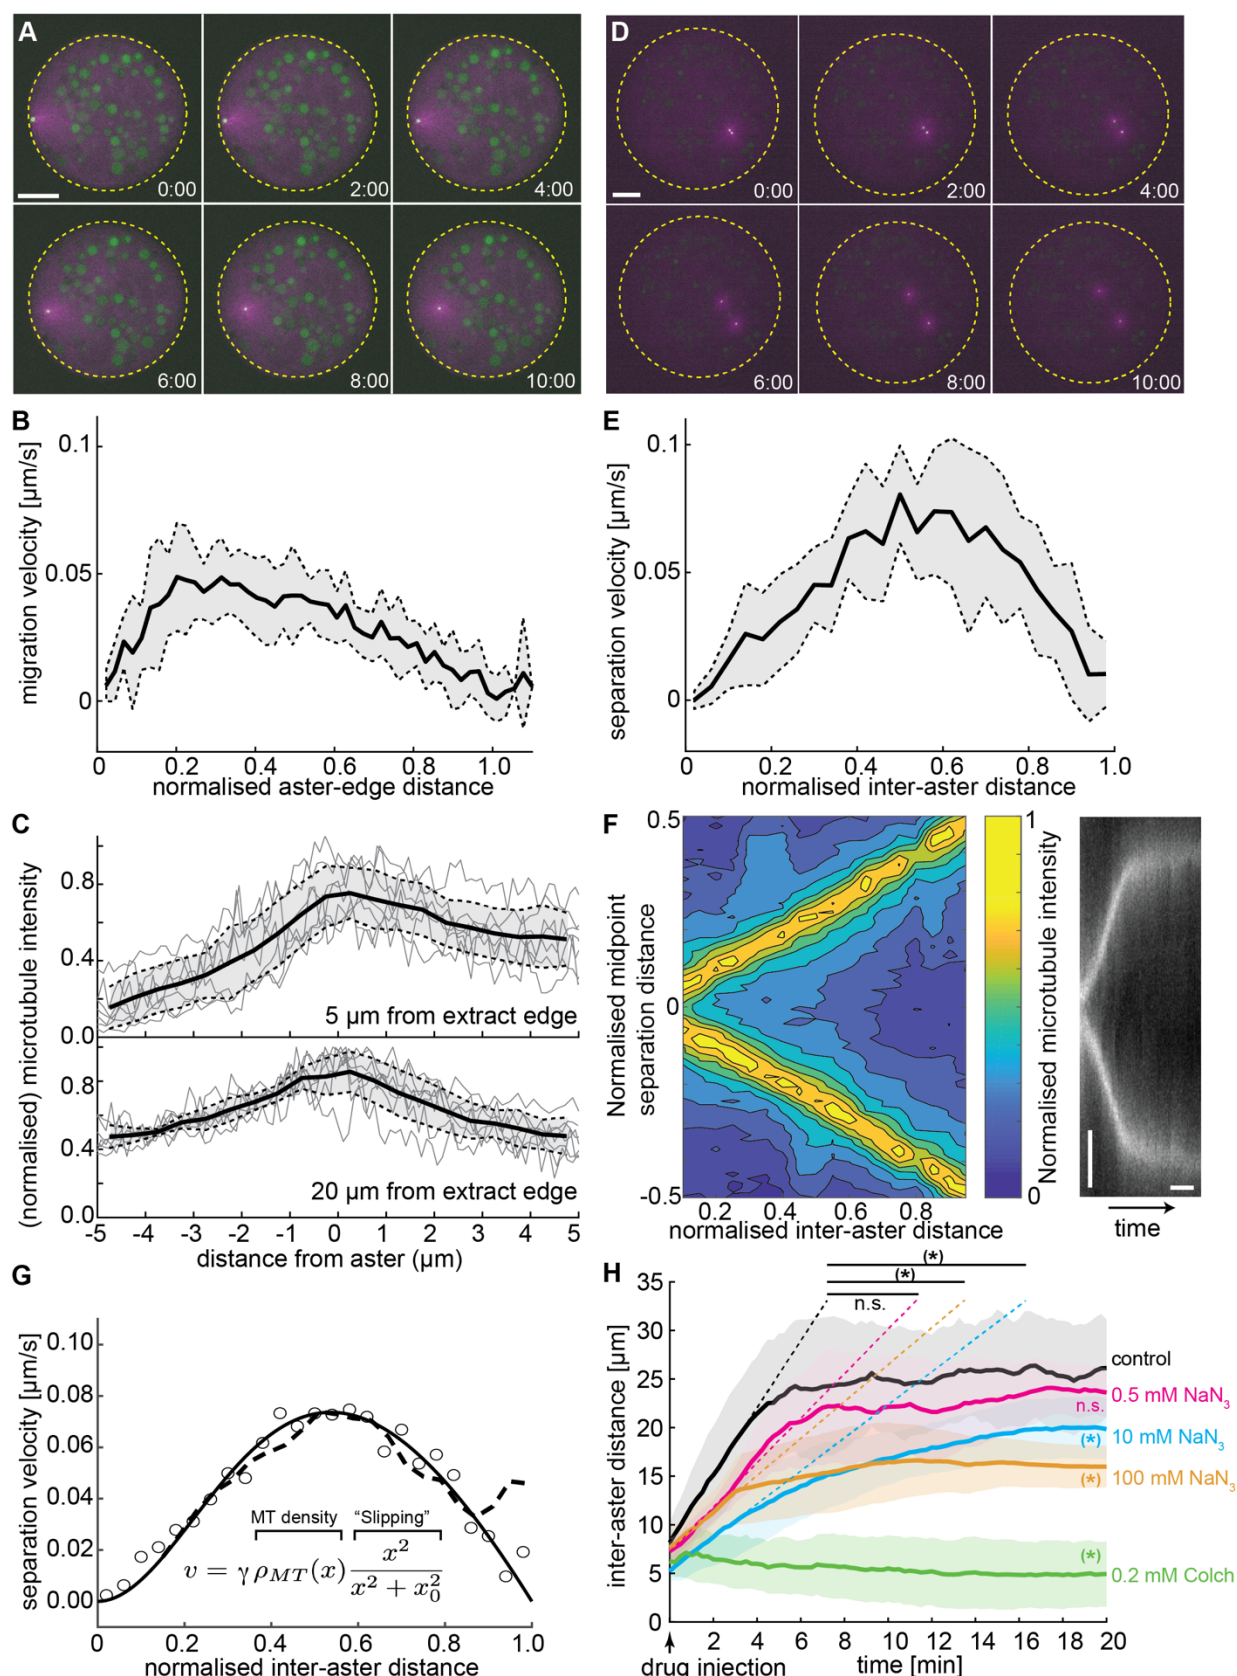 A
0:00
2:00
4:00
6:00
8:00
10:00
D
0:00
2:00
4:00
6:00
8:00
10:00
B
migration velocity [µm/s]
0.1
0.05
0
0
0.2
0.4
0.6
0.8
1.0
normalised aster-edge distance
E
separation velocity [µm/s]
0.1
0.05
0
0
0.2
0.4
0.6
0.8
1.0
normalised inter-aster distance
C
(normalised) microtubule intensity
0.8
0.4
0.0
5 µm from extract edge
0.8
0.4
0.0
20 µm from extract edge
-5
-4
-3
-2
-1
0
1
2
3
4
5
distance from aster (µm)
F
Normalised midpoint
separation distance
0.5
0
-0.5
0.2
0.4
0.6
0.8
normalised inter-aster distance
1
0
Normalised microtubule intensity
time
G
separation velocity [µm/s]
0.10
0.08
0.06
0.04
0.02
0.00
MT density
"Slipping"
v = γ ρMT(x) x² / x² + x₀²
0
0.2
0.4
0.6
0.8
1.0
normalised inter-aster distance
H
inter-aster distance [µm]
35
30
25
20
15
10
5
0
(*)
(*)
n.s.
control
0.5 mM NaN₃
n.s.
10 mM NaN₃
(*)
100 mM NaN₃
(*)
(*)
0.2 mM Colch
2
4
6
8
10
12
14
16
18
20
drug injection
time [min]